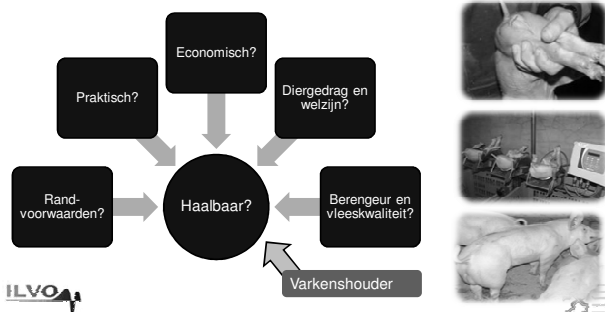 Economisch?
Praktisch?
Diergedrag en
welzijn?
Rand-
voorwaarden?
Haalbaar?
Berengeur en
vleeskwaliteit?
Varkenshouder
ILVO